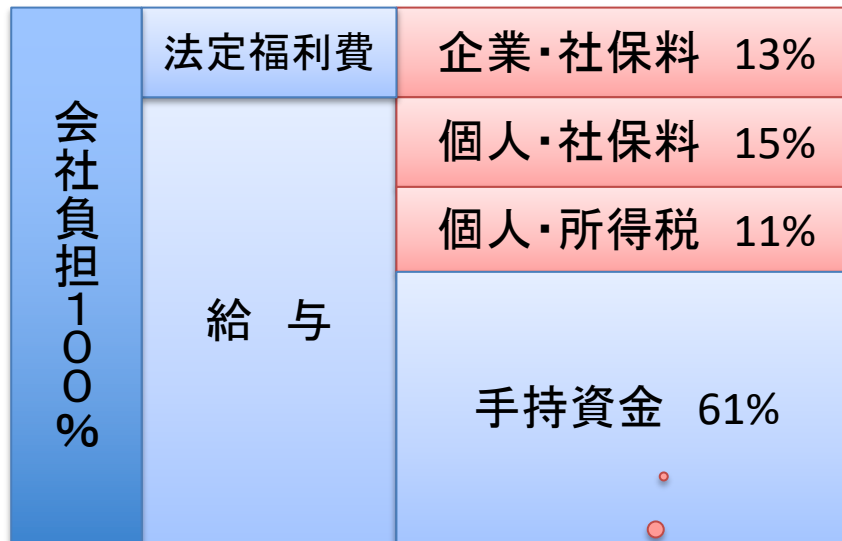 会社負担１００％
法定福利費
給　与
企業・社保料 13%
個人・社保料 15%
個人・所得税 11%
手持資金 61%